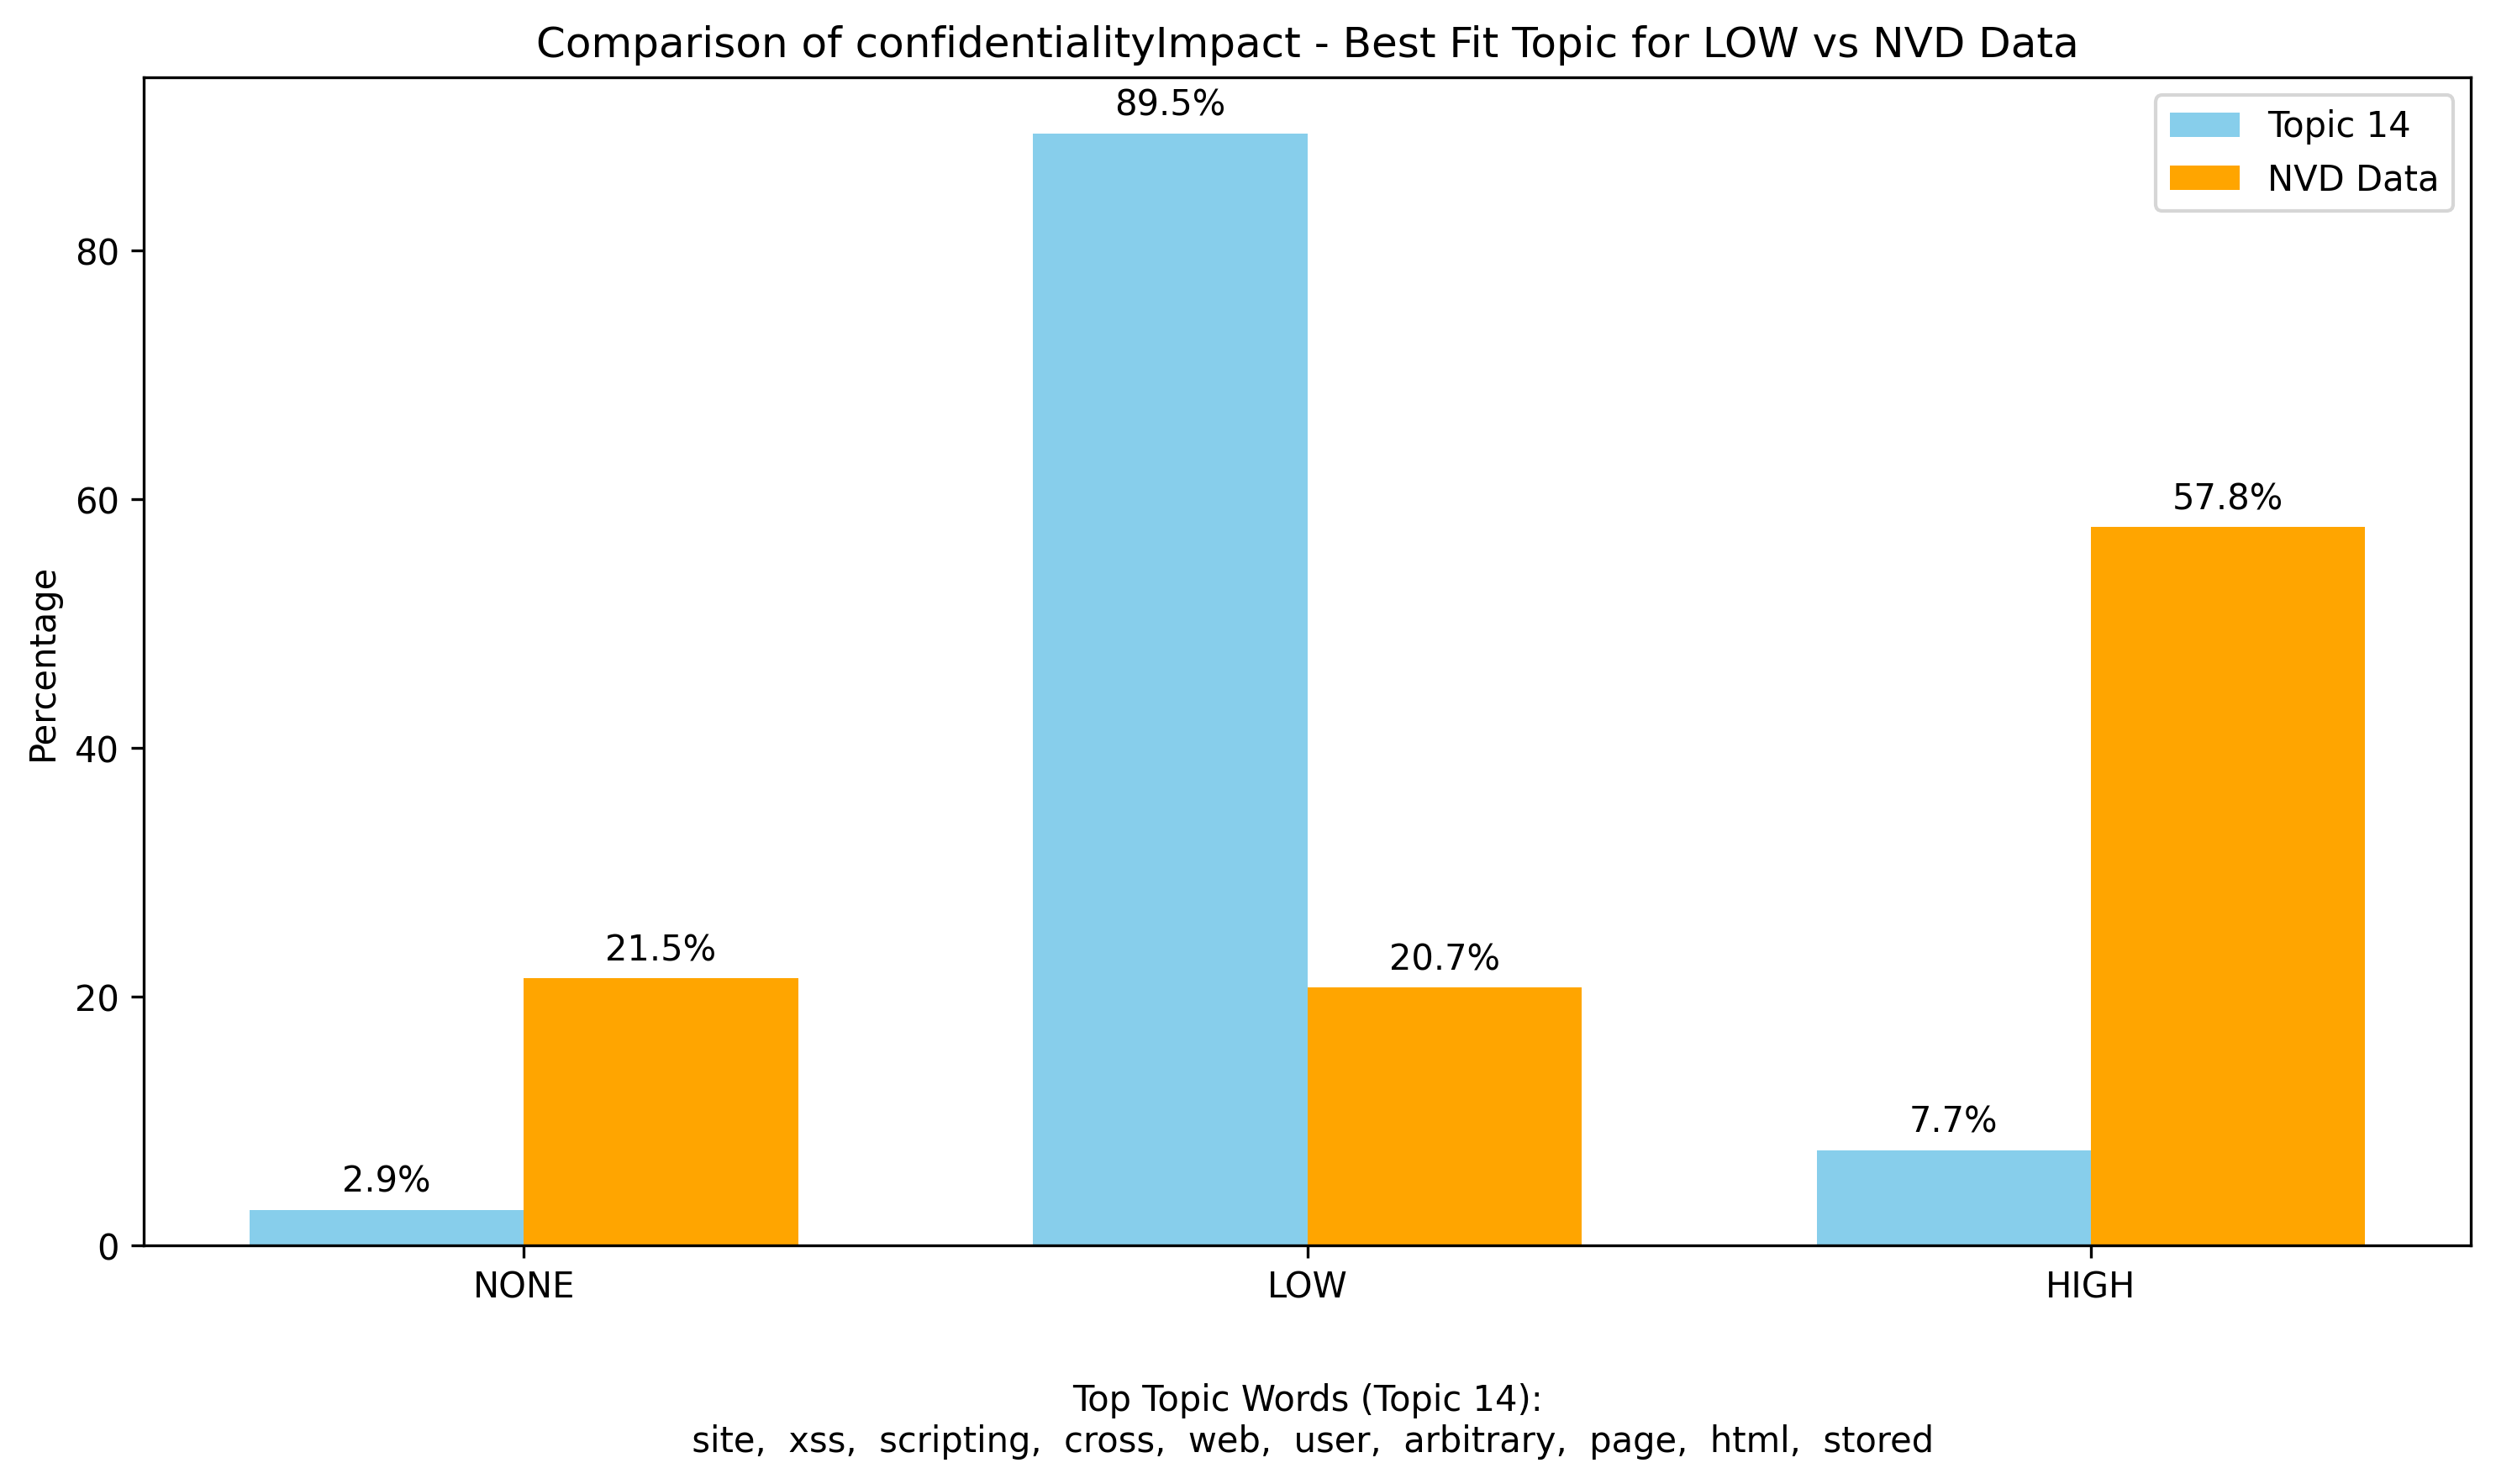 Comparison of confidentialityImpact - Best Fit Topic for LOW vs NVD Data
89.5%
Topic 14
NVD Data
80
60
57.8%
Percentage
40
21.5%
20.7%
20
7.7%
2.9%
0
NONE
LOW
HIGH
Top Topic Words (Topic 14):
site, xss, scripting, cross, web, user, arbitrary, page, html, stored